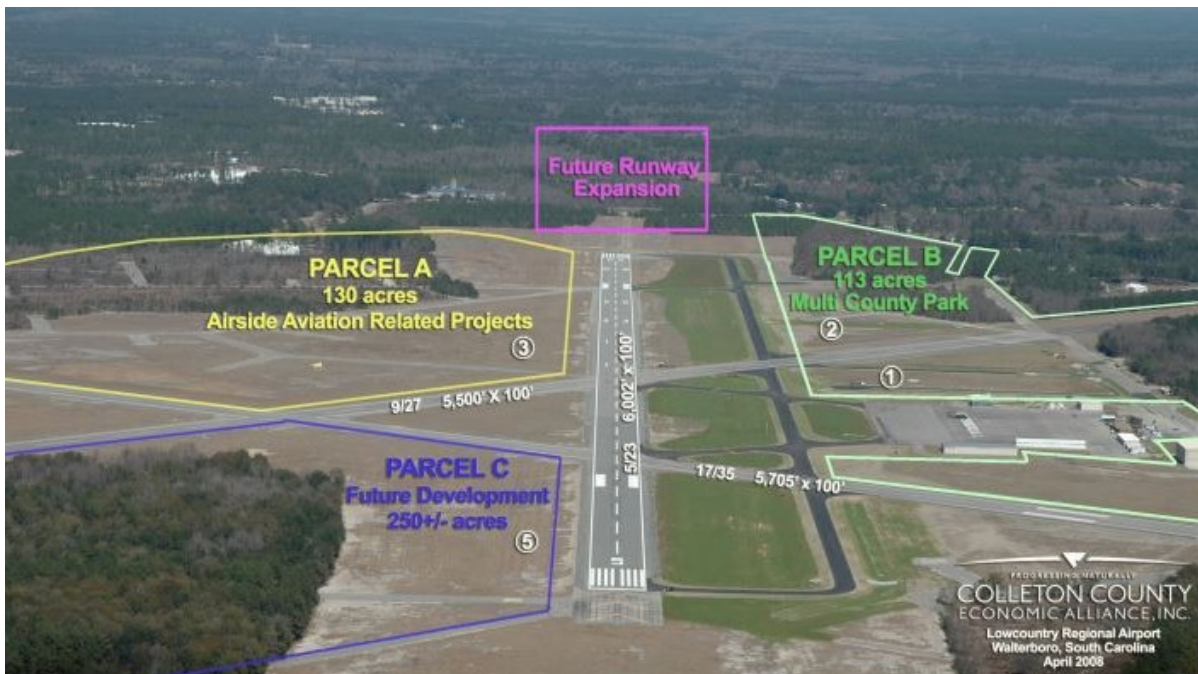 Future Runway
Expansion
PARCEL A
130 acres
Airside Aviation Related Projects
③
PARCEL B
113 acres
Multi County Park
②
①
9/27 5,500' X 100'
5/23 6,002' x 100'
17/35 5,705' x 100'
PARCEL C
Future Development
250+/- acres
⑤
PROGRESSING NATURALLY
COLLETON COUNTY
ECONOMIC ALLIANCE, INC.
Lowcountry Regional Airport
Walterboro, South Carolina
April 2008